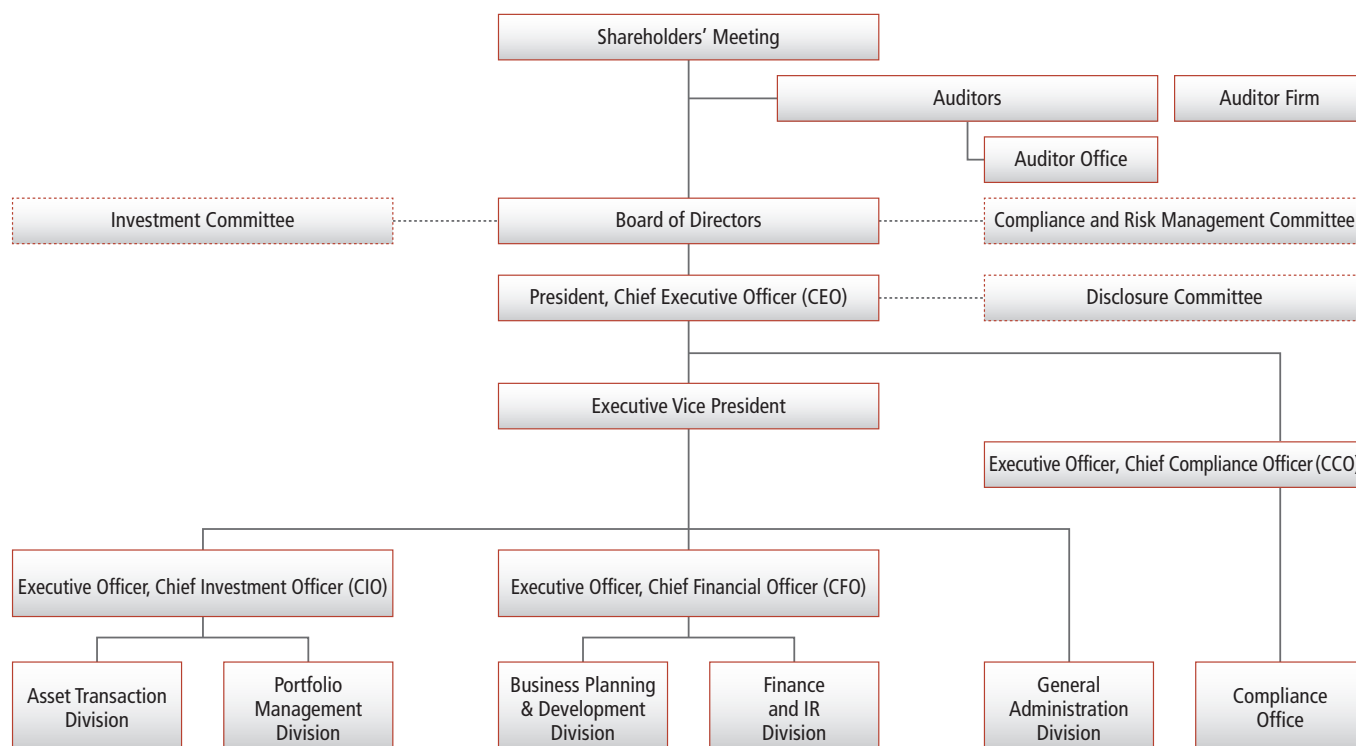 Shareholders’ Meeting
Auditors
Auditor Firm
Auditor Office
Investment Committee
Board of Directors
Compliance and Risk Management Committee
President, Chief Executive Officer (CEO)
Disclosure Committee
Executive Vice President
Executive Officer, Chief Compliance Officer (CCO)
Executive Officer, Chief Investment Officer (CIO)
Executive Officer, Chief Financial Officer (CFO)
Asset Transaction
Division
Portfolio
Management
Division
Business Planning
& Development
Division
Finance
and IR
Division
General
Administration
Division
Compliance
Office